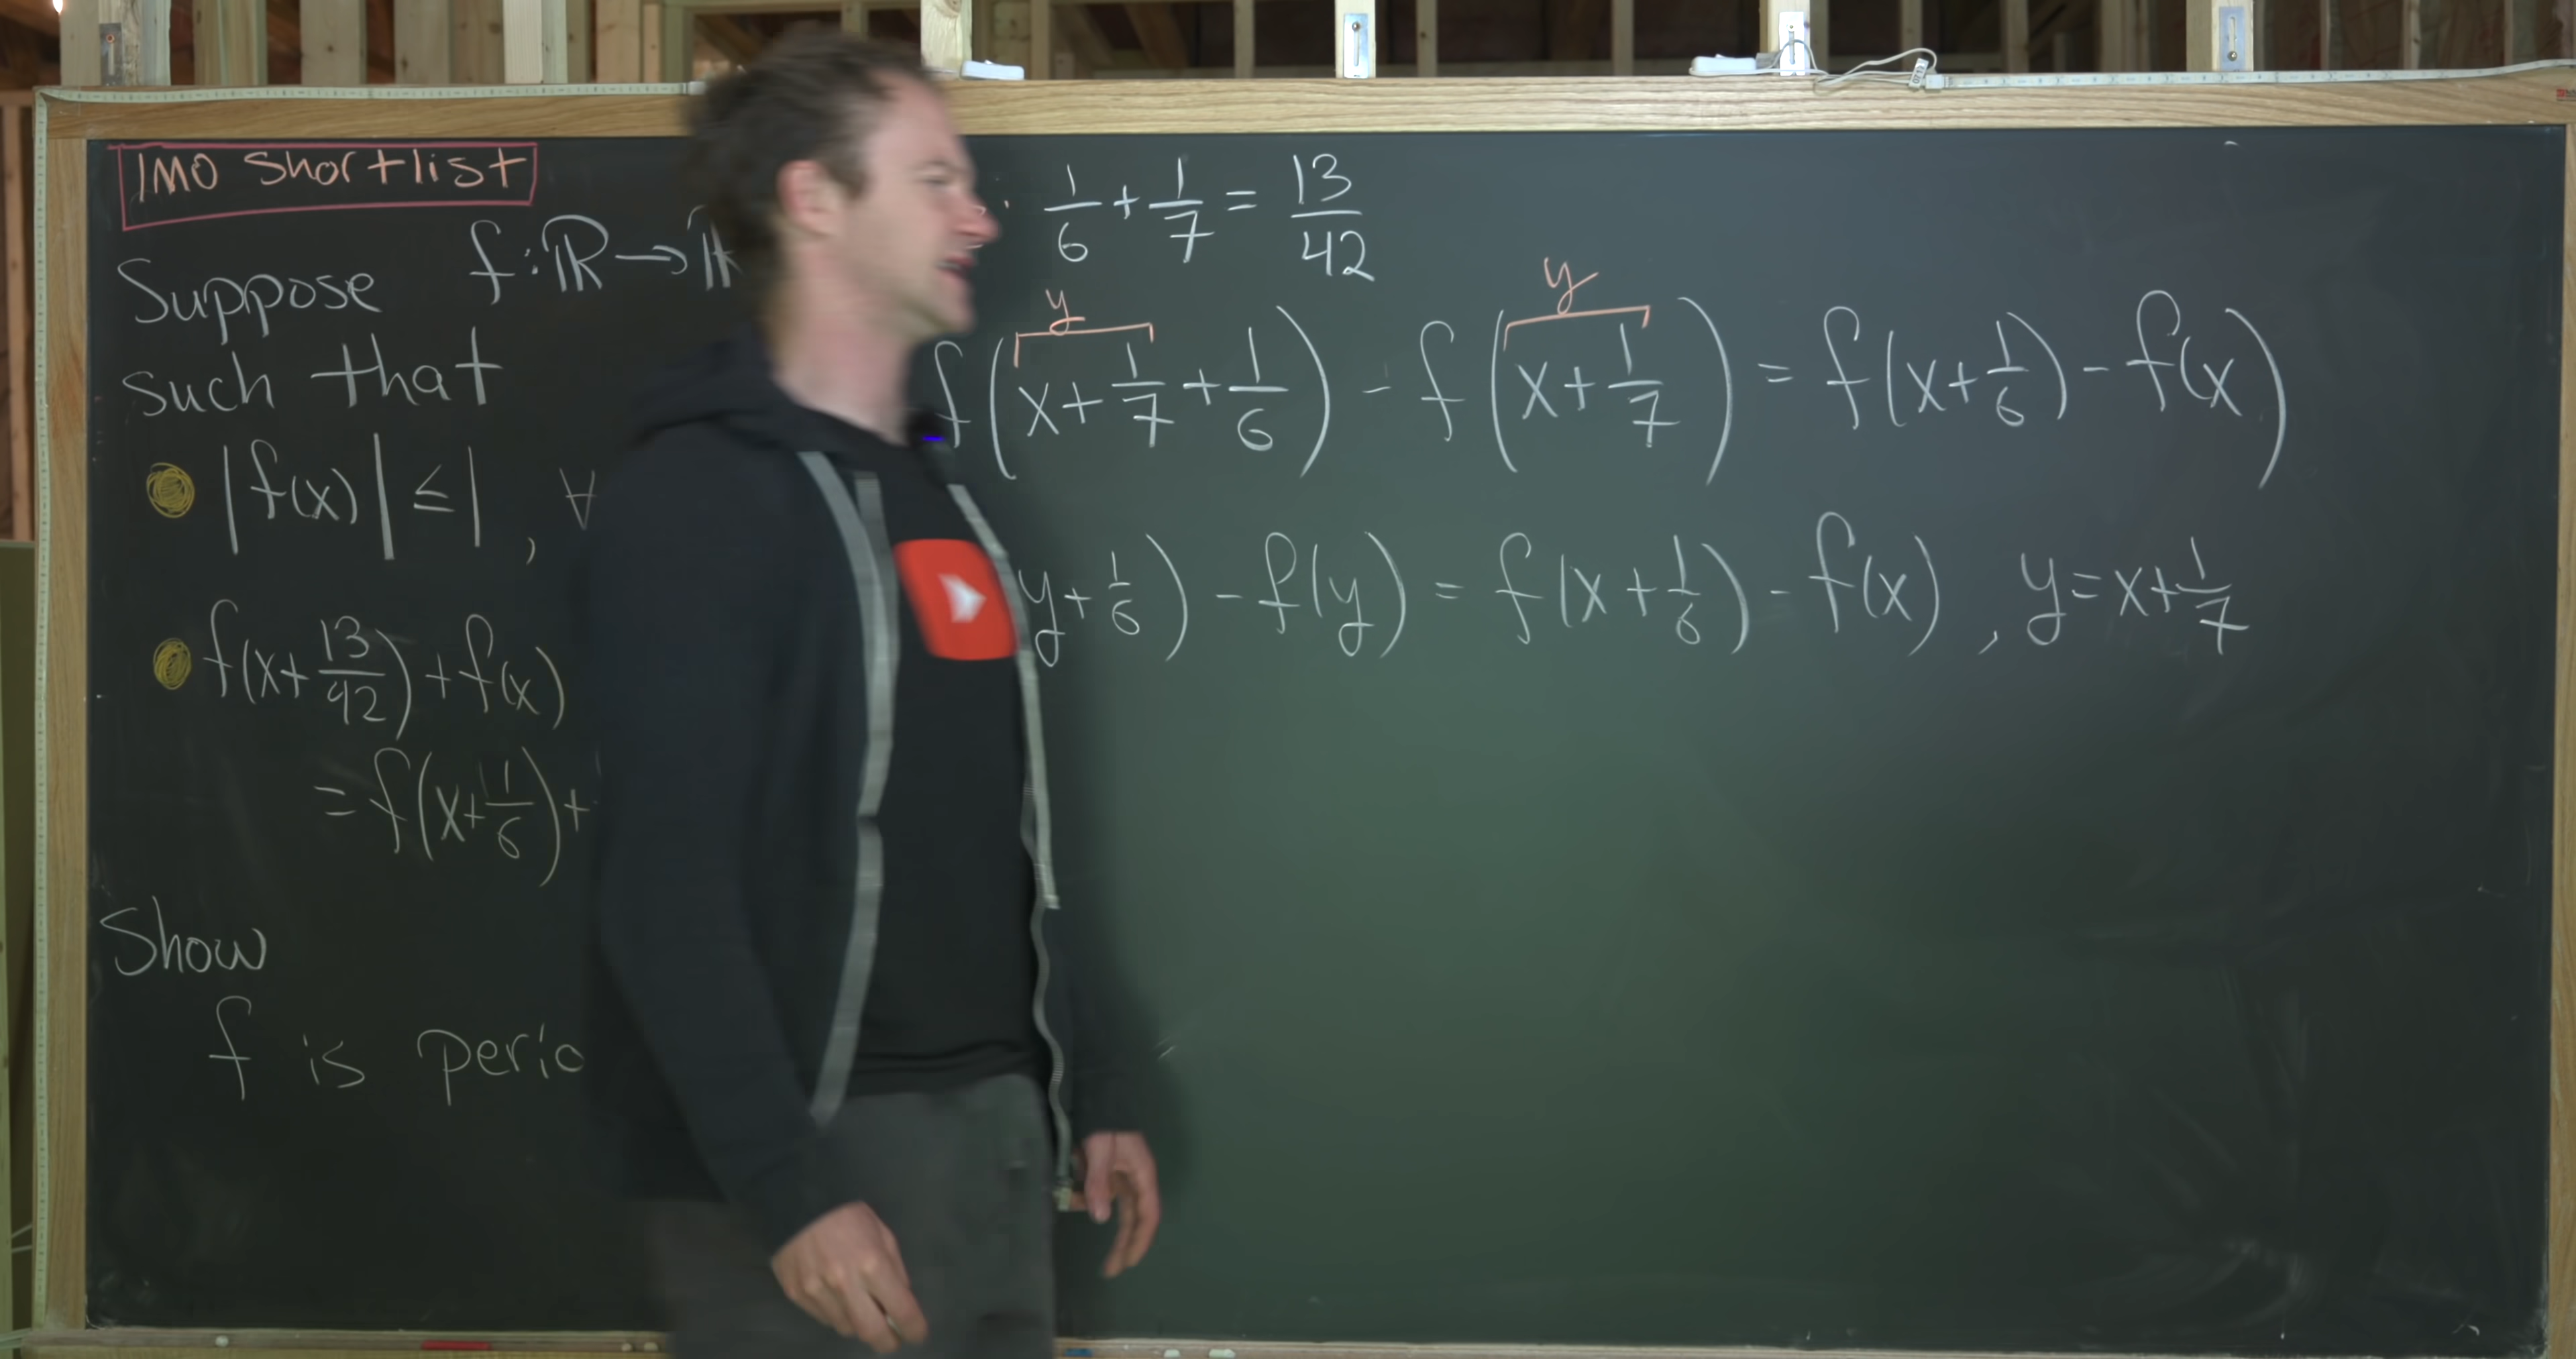 IMO Shortlist
Suppose f:ℝ→ℝ
such that
|f(x)| ≤ 1, ∀
f(x+13/42)+f(x)
=f(x+1/6)+
Show
f is perio
1/6 + 1/7 = 13/42
y y
f(x+1/7+1/6) - f(x+1/7) = f(x+1/6) - f(x)
y+1/6) - f(y) = f(x+1/6) - f(x), y=x+1/7